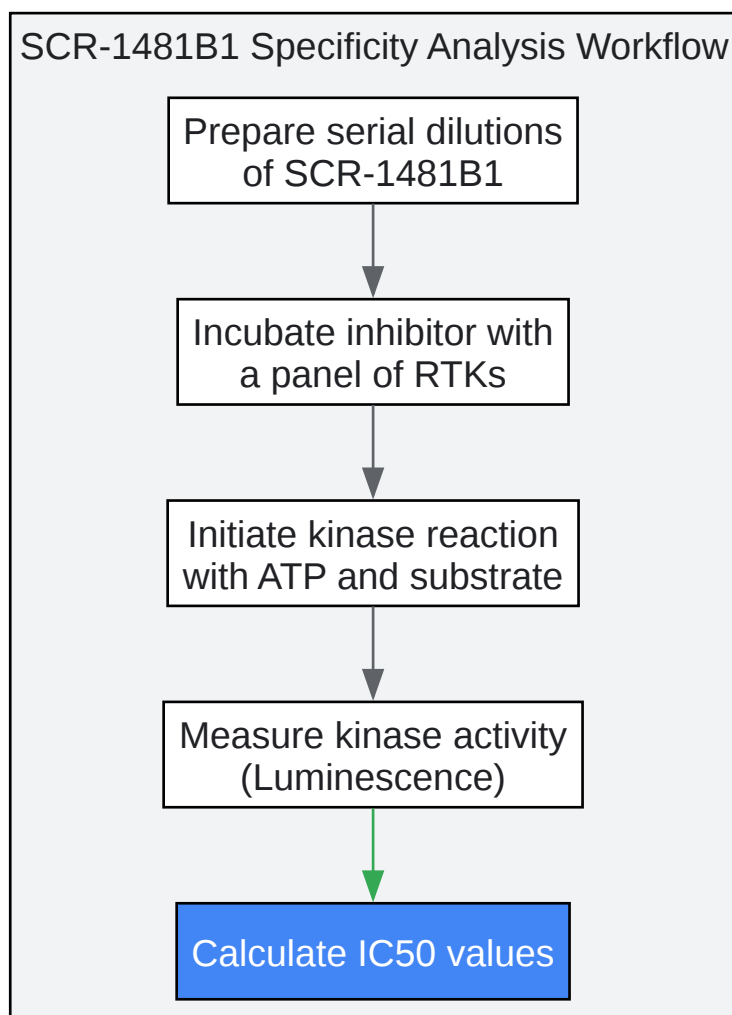 SCR-1481B1 Specificity Analysis Workflow
Prepare serial dilutions
of SCR-1481B1
Incubate inhibitor with
a panel of RTKs
Initiate kinase reaction
with ATP and substrate
Measure kinase activity
(Luminescence)
Calculate IC50 values